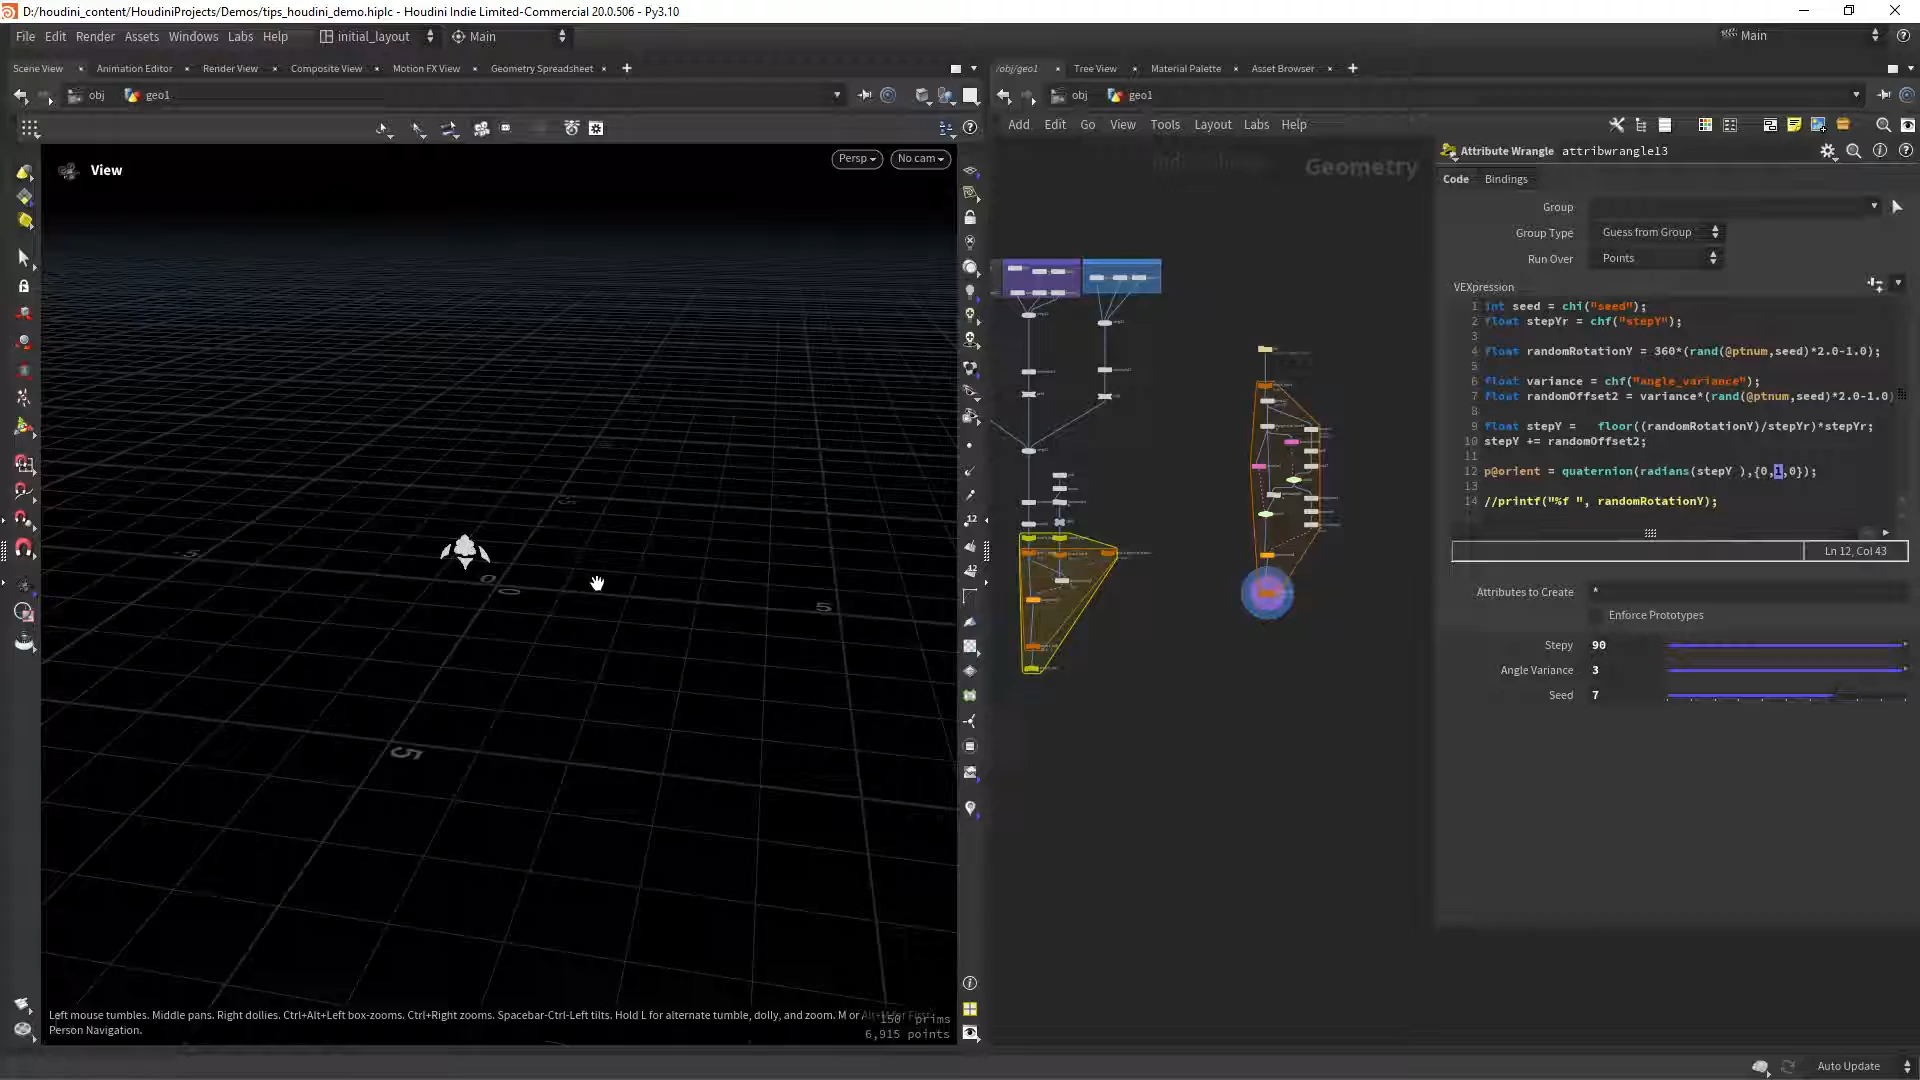 D:/houdini_content/HoudiniProjects/Demos/tips_houdini_demo.hiplc - Houdini Indie Limited-Commercial 20.0.506 - Py3.10
File Edit Render Assets Windows Labs Help initial_layout Main
Main
Scene View Animation Editor Render View Composite View Motion FX View Geometry Spreadsheet
/obj/geo1 Tree View Material Palette Asset Browser
obj geo1
obj geo1
Add Edit Go View Tools Layout Labs Help
View
Persp No cam
Geometry
Attribute Wrangle attribwrangle13
Code Bindings
Group
Group Type Guess from Group
Run Over Points
VEXpression
1 int seed = chi("seed");
2 float stepYr = chf("stepY");
3
4 float randomRotationY = 360*(rand(@ptnum,seed)*2.0-1.0);
5
6 float variance = chf("angle_variance");
7 float randomOffset2 = variance*(rand(@ptnum,seed)*2.0-1.0)
8
9 float stepY = floor((randomRotationY)/stepYr)*stepYr;
10 stepY += randomOffset2;
11
12 p@orient = quaternion(radians(stepY ),{0,1,0});
13
14 //printf("%f ", randomRotationY);
Ln 12, Col 43
Attributes to Create *
Enforce Prototypes
Stepy 90
Angle Variance 3
Seed 7
5
0
0
5
5
12
12
Left mouse tumbles. Middle pans. Right dollies. Ctrl+Alt+Left box-zooms. Ctrl+Right zooms. Spacebar-Ctrl-Left tilts. Hold L for alternate tumble, dolly, and zoom. M or Alt+M for First
Person Navigation.
150 prims
6,915 points
Auto Update